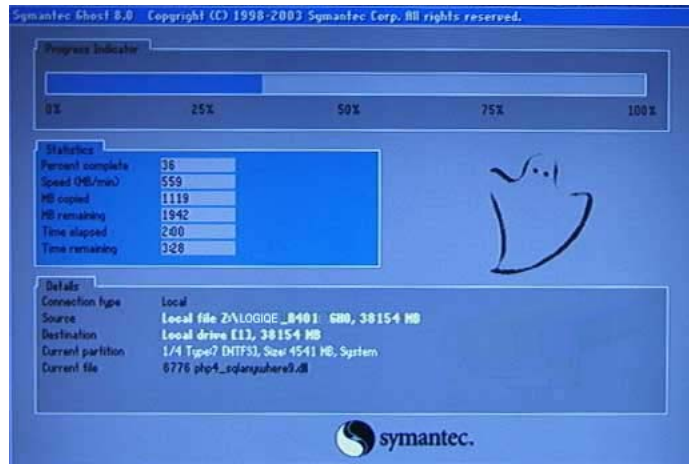 Symantec Ghost 8.0 Copyright (C) 1998-2003 Symantec Corp. All rights reserved.
Progress Indicator
0% 25% 50% 75% 100%
Statistics
Percent complete 36
Speed (MB/min) 559
MB copied 1119
MB remaining 1942
Time elapsed 2:00
Time remaining 3:28
Details
Connection type Local
Source Local file Z:\LOGIQE_8401 GHO, 38154 MB
Destination Local drive [1], 38154 MB
Current partition 1/4 Type:7 [NTFS], Size: 4541 MB, System
Current file 6776 php4_sqlanywhere9.dll
symantec.